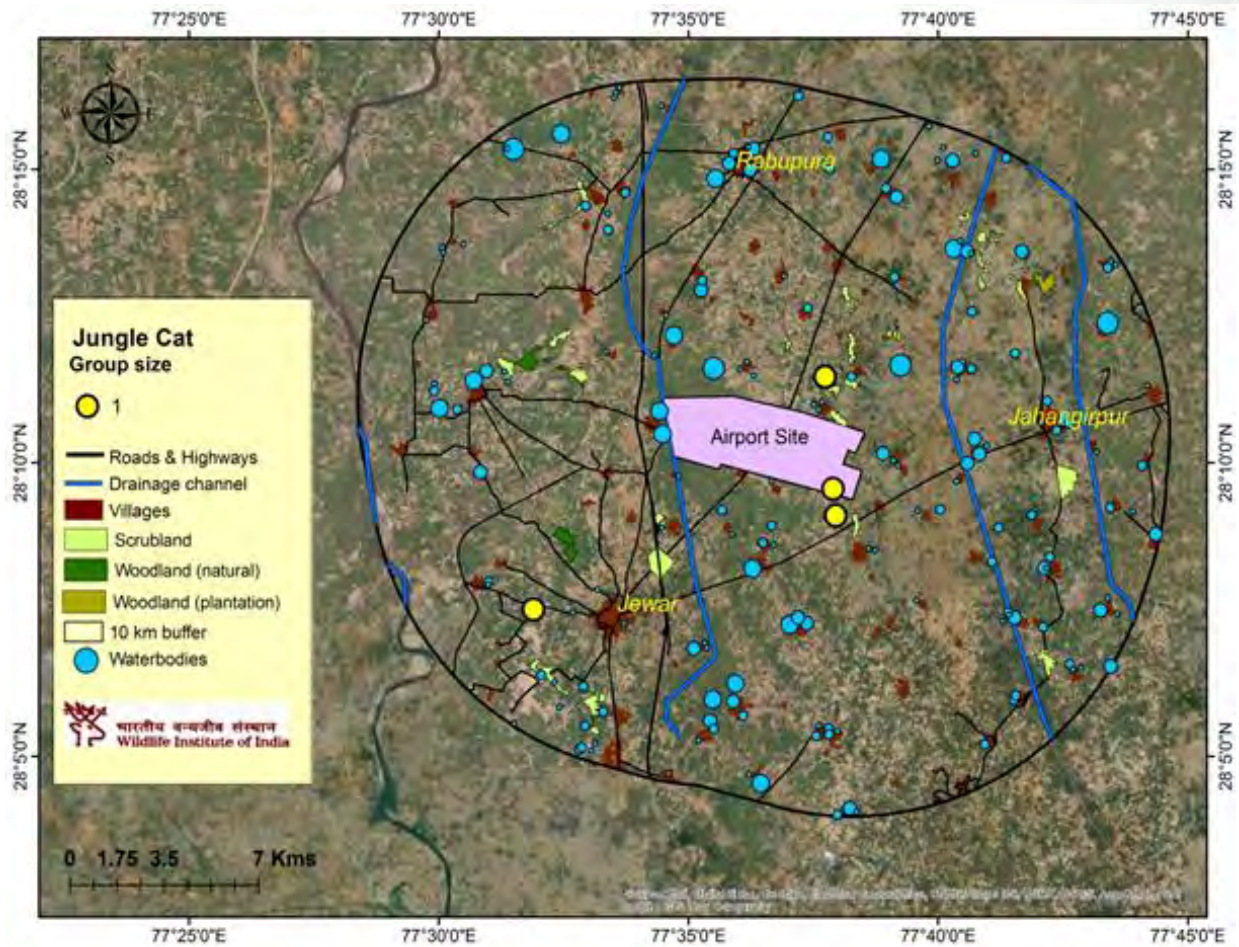 77°25'0"E 77°30'0"E 77°35'0"E 77°40'0"E 77°45'0"E
28°15'0"N
28°15'0"N
28°10'0"N
28°10'0"N
28°5'0"N
28°5'0"N
W E
S
Rabupura
Jahangirpur
Airport Site
Jewar
Jungle Cat
Group size
1
Roads & Highways
Drainage channel
Villages
Scrubland
Woodland (natural)
Woodland (plantation)
10 km buffer
Waterbodies
भारतीय वन्यजीव संस्थान
Wildlife Institute of India
0 1.75 3.5 7 Kms
77°25'0"E 77°30'0"E 77°35'0"E 77°40'0"E 77°45'0"E